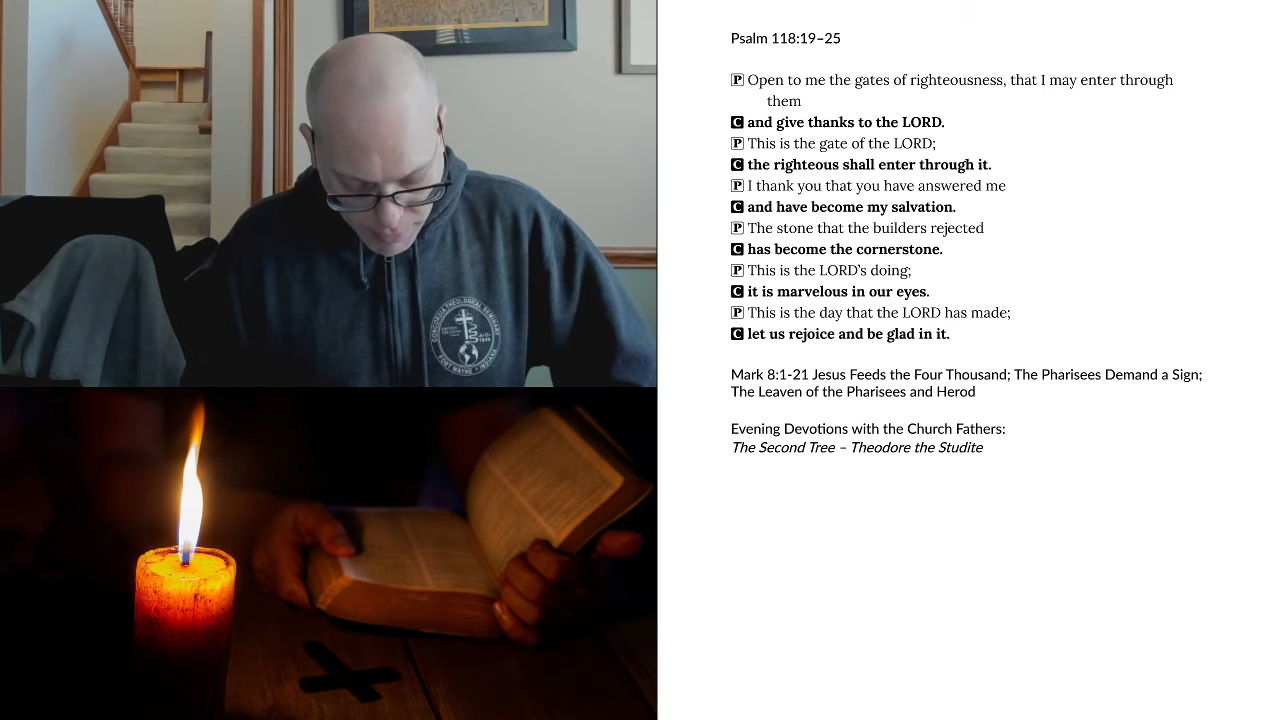 Psalm 118:19–25
P Open to me the gates of righteousness, that I may enter through
them
C and give thanks to the LORD.
P This is the gate of the LORD;
C the righteous shall enter through it.
P I thank you that you have answered me
C and have become my salvation.
P The stone that the builders rejected
C has become the cornerstone.
P This is the LORD's doing;
C it is marvelous in our eyes.
P This is the day that the LORD has made;
C let us rejoice and be glad in it.
Mark 8:1-21 Jesus Feeds the Four Thousand; The Pharisees Demand a Sign;
The Leaven of the Pharisees and Herod
Evening Devotions with the Church Fathers:
The Second Tree – Theodore the Studite
CONCORDIA THEOLOGICAL SEMINARY
FORT WAYNE • INDIANA